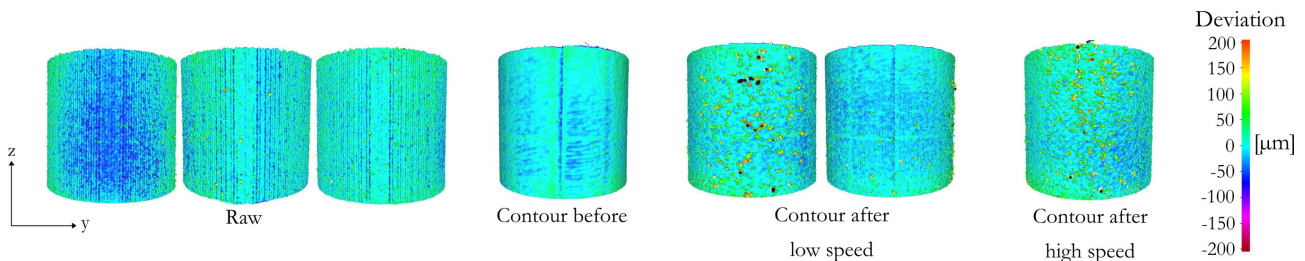 Deviation
200
150
100
50
0
-50
-100
-150
-200
[μm]
z
y
Raw
Contour before
Contour after
low speed
Contour after
high speed